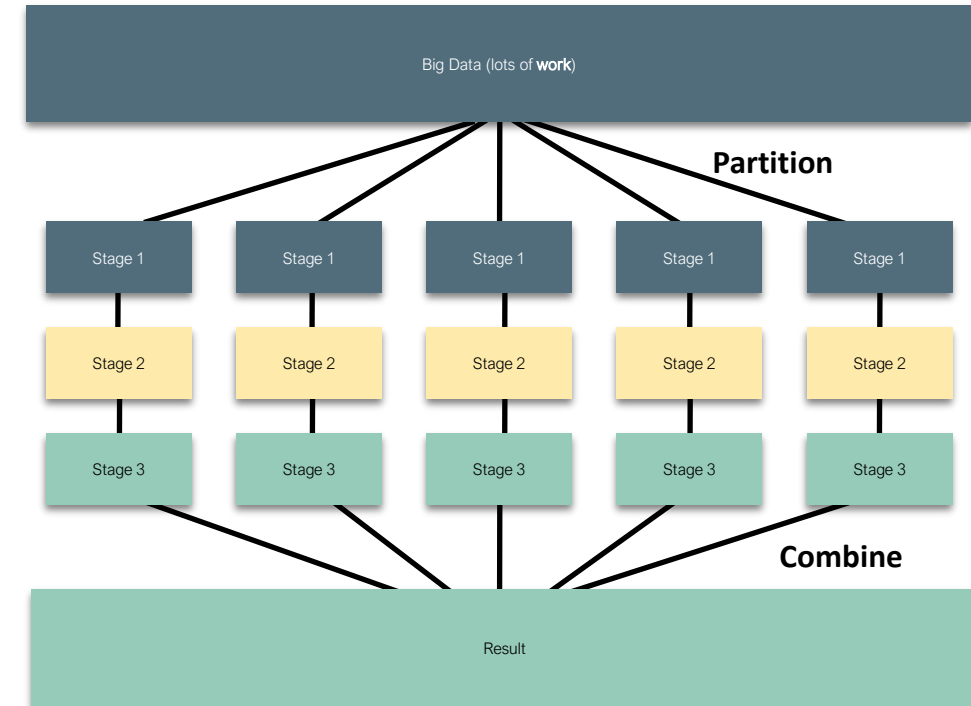 Big Data (lots of work)
Partition
Stage 1 Stage 1 Stage 1 Stage 1 Stage 1
Stage 2 Stage 2 Stage 2 Stage 2 Stage 2
Stage 3 Stage 3 Stage 3 Stage 3 Stage 3
Combine
Result